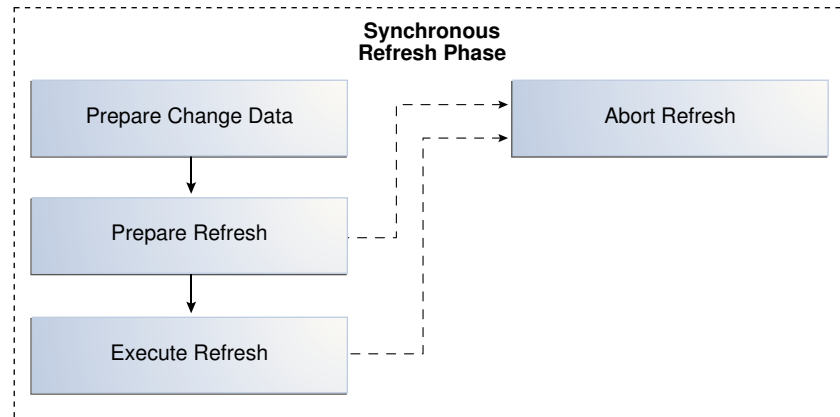 Synchronous
Refresh Phase
Prepare Change Data
Abort Refresh
Prepare Refresh
Execute Refresh